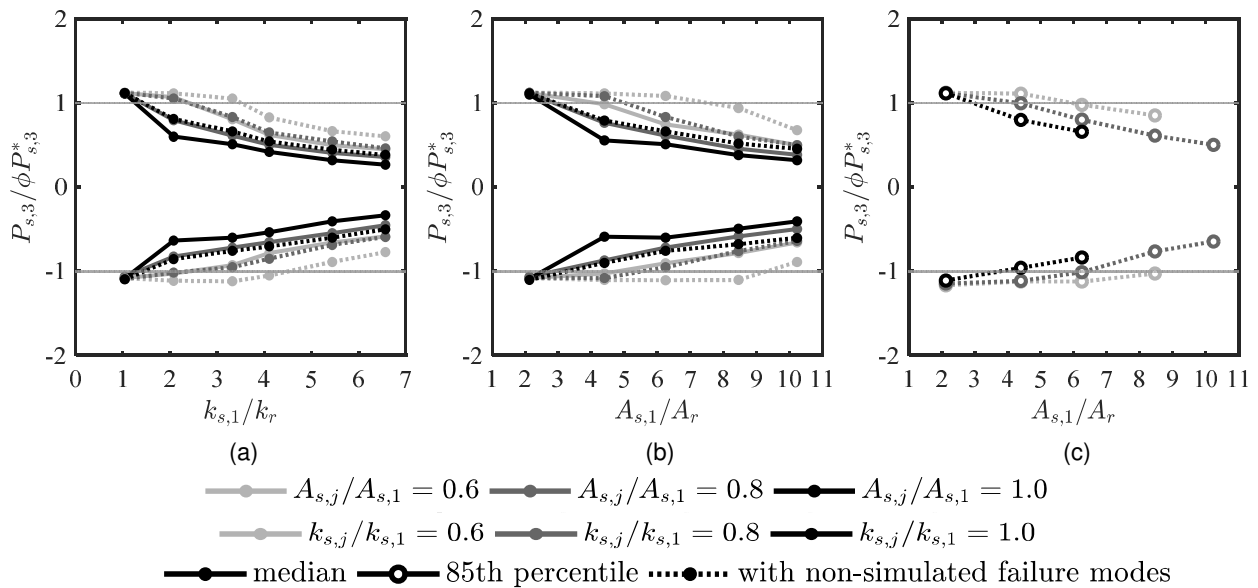 2
1
0
-1
-2
P_{s,3}/ϕP*_{s,3}
0 1 2 3 4 5 6 7
k_{s,1}/k_r
(a)
2
1
0
-1
-2
P_{s,3}/ϕP*_{s,3}
1 2 3 4 5 6 7 8 9 10 11
A_{s,1}/A_r
(b)
2
1
0
-1
-2
P_{s,3}/ϕP*_{s,3}
1 2 3 4 5 6 7 8 9 10 11
A_{s,1}/A_r
(c)
A_{s,j}/A_{s,1} = 0.6 A_{s,j}/A_{s,1} = 0.8 A_{s,j}/A_{s,1} = 1.0
k_{s,j}/k_{s,1} = 0.6 k_{s,j}/k_{s,1} = 0.8 k_{s,j}/k_{s,1} = 1.0
median 85th percentile with non-simulated failure modes